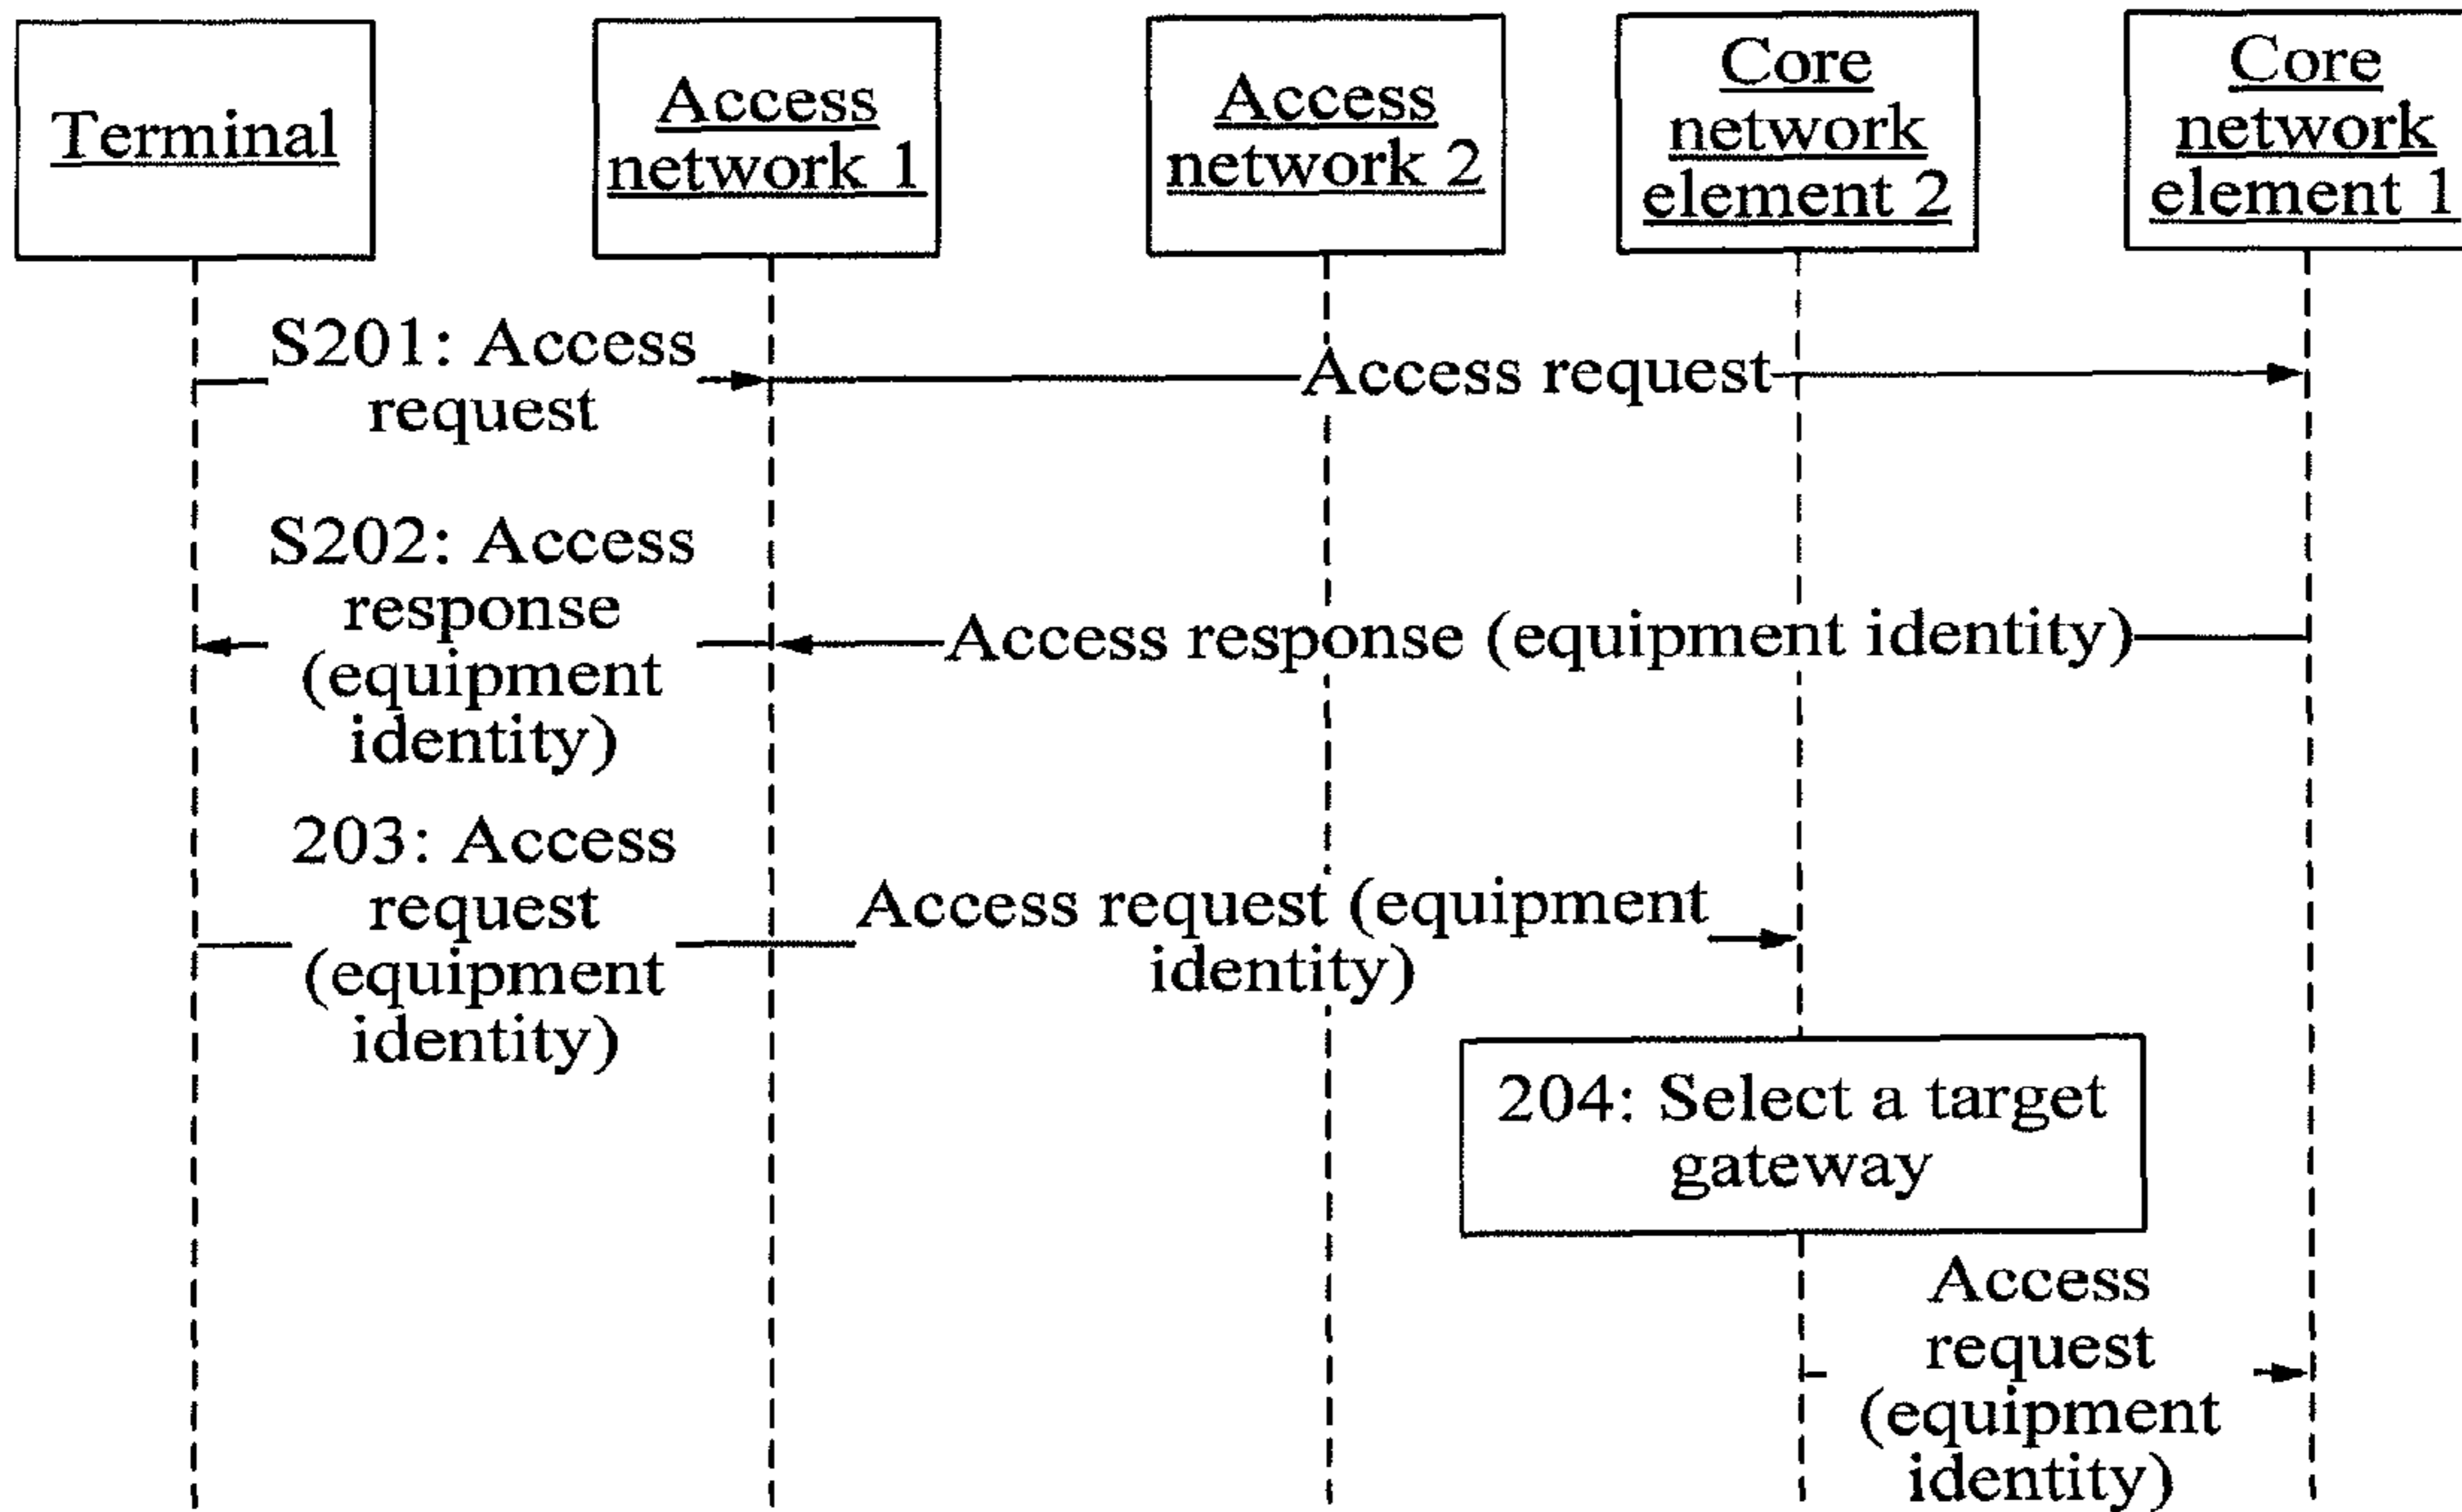 Terminal
Access
network 1
Access
network 2
Core
network
element 2
Core
network
element 1
S201: Access
request
Access request
S202: Access
response
(equipment
identity)
Access response (equipment identity)
203: Access
request
(equipment
identity)
Access request (equipment
identity)
204: Select a target
gateway
Access
request
(equipment
identity)